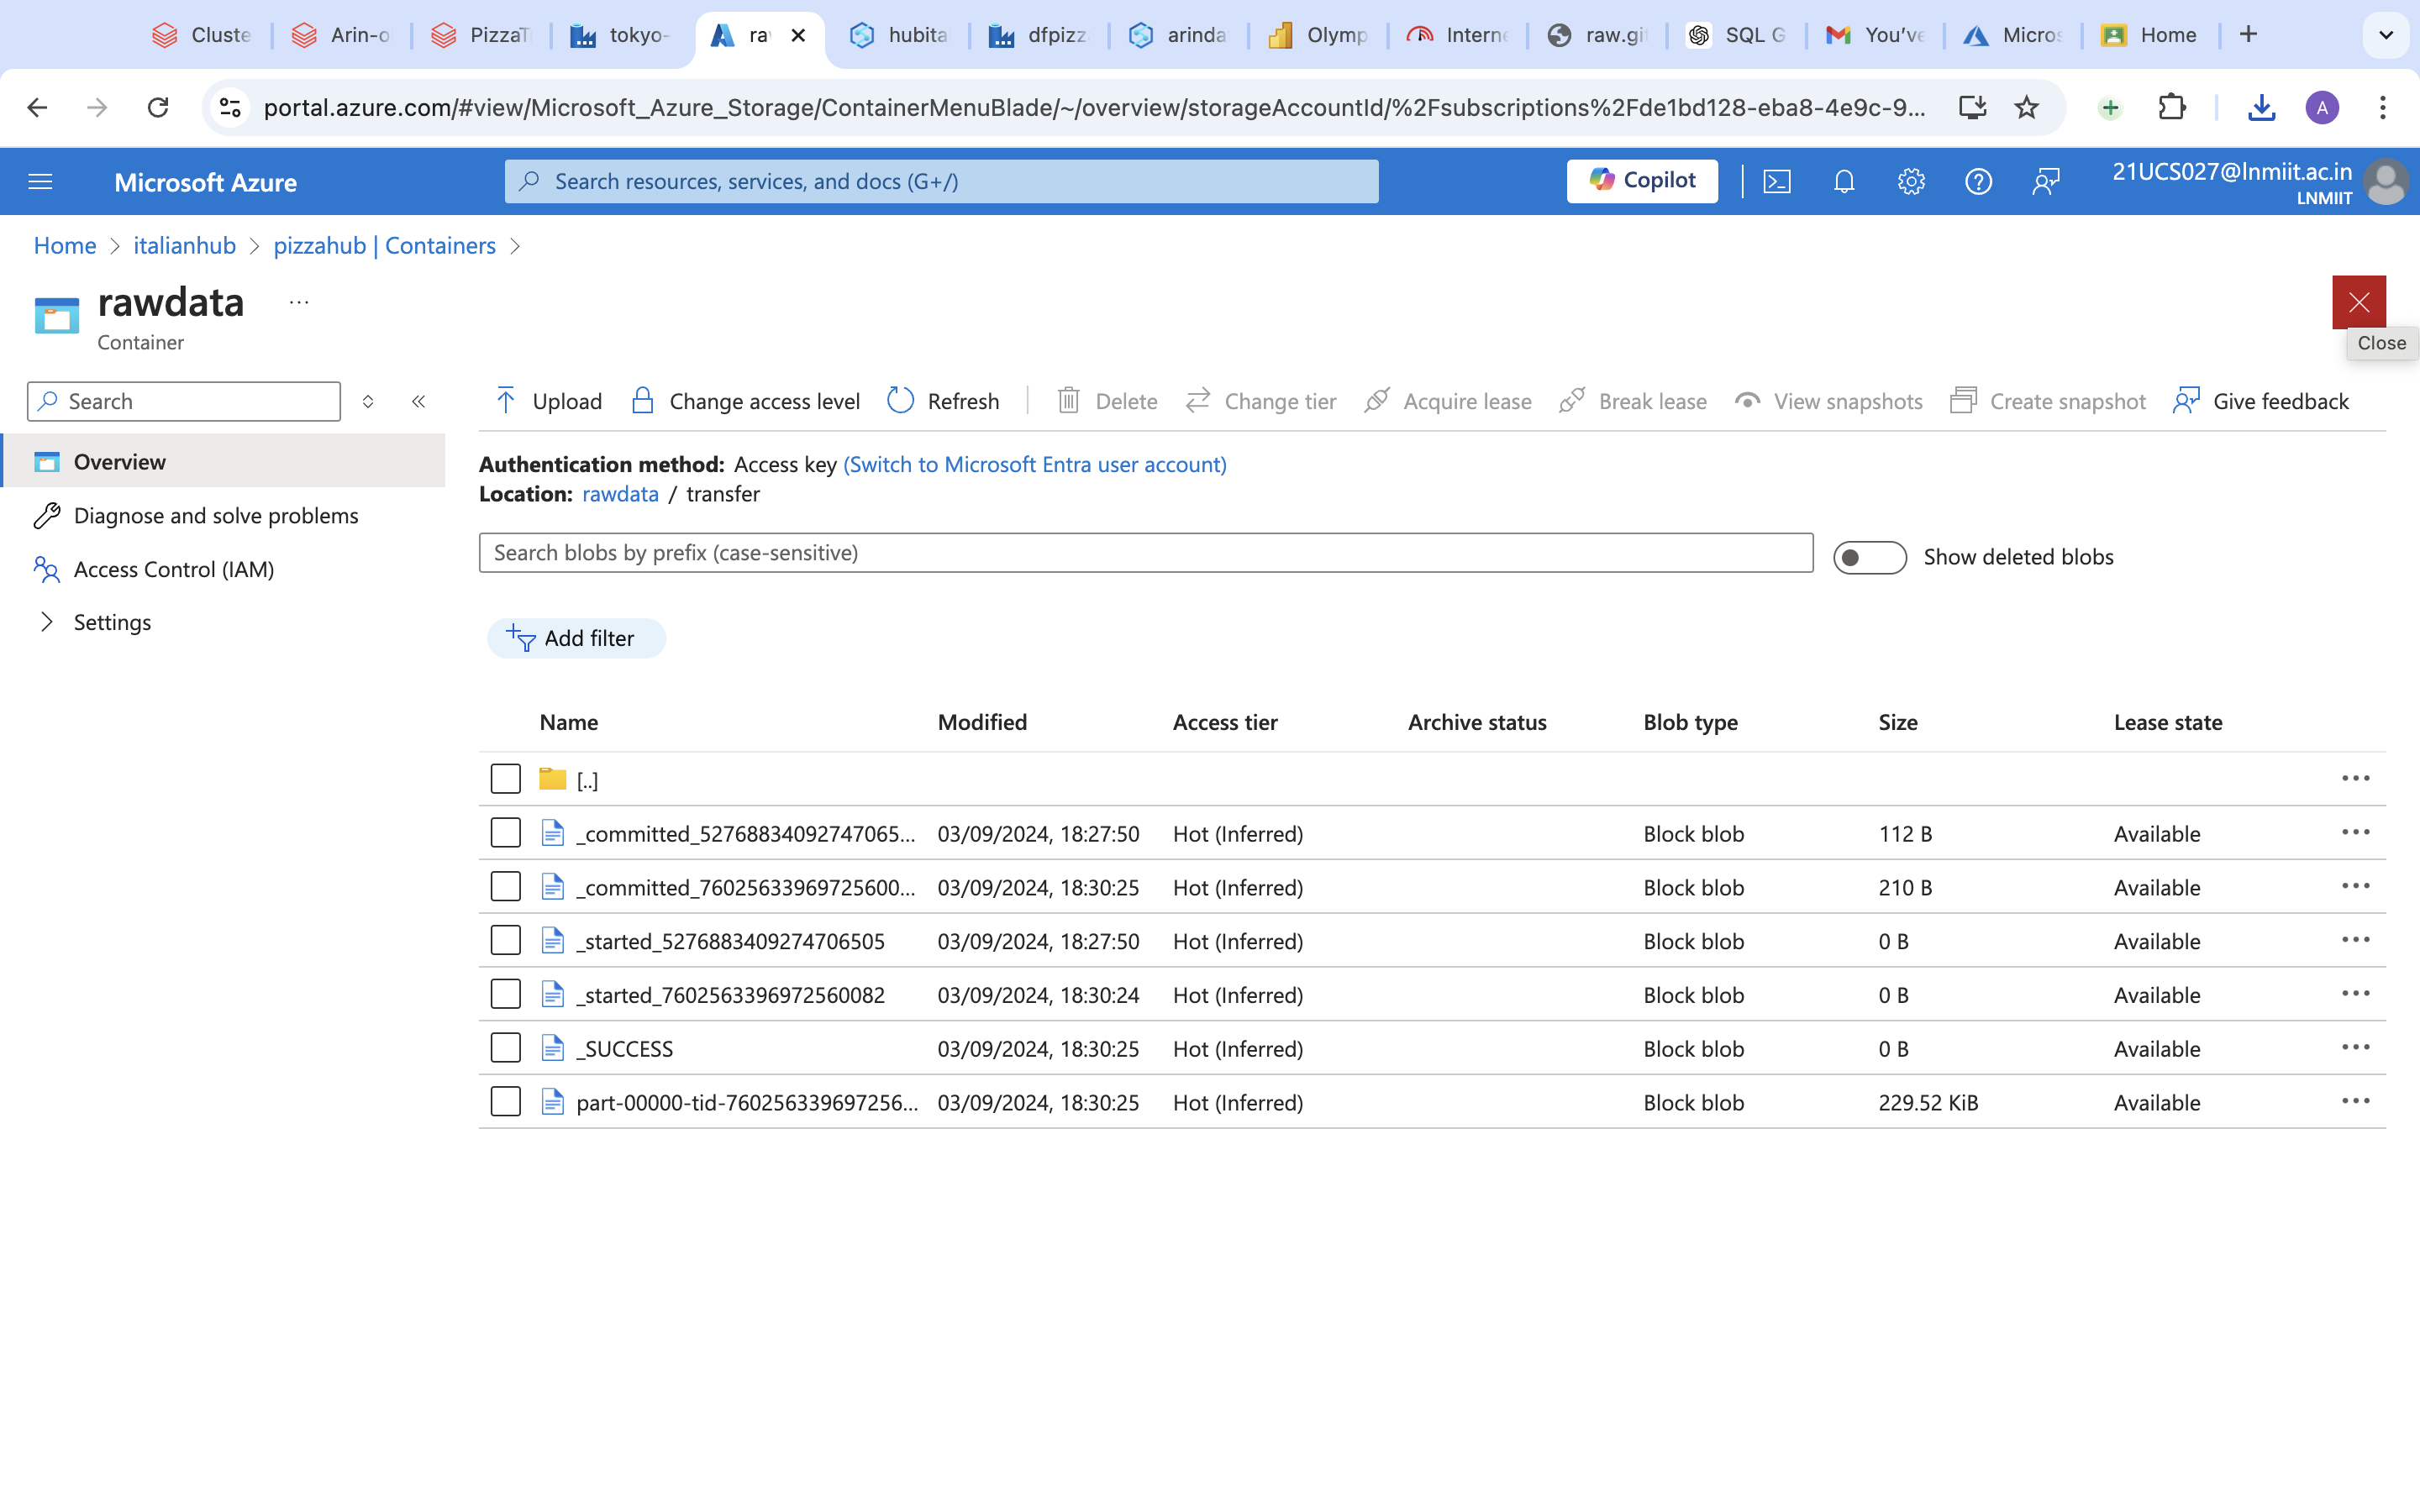 Cluste
Arin-o
PizzaT
tokyo-
ra
hubita
dfpizz
arinda
Olymp
Intern
raw.gi
SQL G
You've
Micros
Home
portal.azure.com/#view/Microsoft_Azure_Storage/ContainerMenuBlade/~/overview/storageAccountId/%2Fsubscriptions%2Fde1bd128-eba8-4e9c-9...
A
Microsoft Azure
Search resources, services, and docs (G+/)
Copilot
21UCS027@lnmiit.ac.in
LNMIIT
Home > italianhub > pizzahub | Containers >
rawdata ...
Container
Close
Search
Upload Change access level Refresh Delete Change tier Acquire lease Break lease View snapshots Create snapshot Give feedback
Overview
Diagnose and solve problems
Access Control (IAM)
Settings
Authentication method: Access key (Switch to Microsoft Entra user account)
Location: rawdata / transfer
Search blobs by prefix (case-sensitive)
Show deleted blobs
Add filter
Name Modified Access tier Archive status Blob type Size Lease state
[..]
_committed_52768834092747065... 03/09/2024, 18:27:50 Hot (Inferred) Block blob 112 B Available
_committed_76025633969725600... 03/09/2024, 18:30:25 Hot (Inferred) Block blob 210 B Available
_started_5276883409274706505 03/09/2024, 18:27:50 Hot (Inferred) Block blob 0 B Available
_started_7602563396972560082 03/09/2024, 18:30:24 Hot (Inferred) Block blob 0 B Available
_SUCCESS 03/09/2024, 18:30:25 Hot (Inferred) Block blob 0 B Available
part-00000-tid-760256339697256... 03/09/2024, 18:30:25 Hot (Inferred) Block blob 229.52 KiB Available